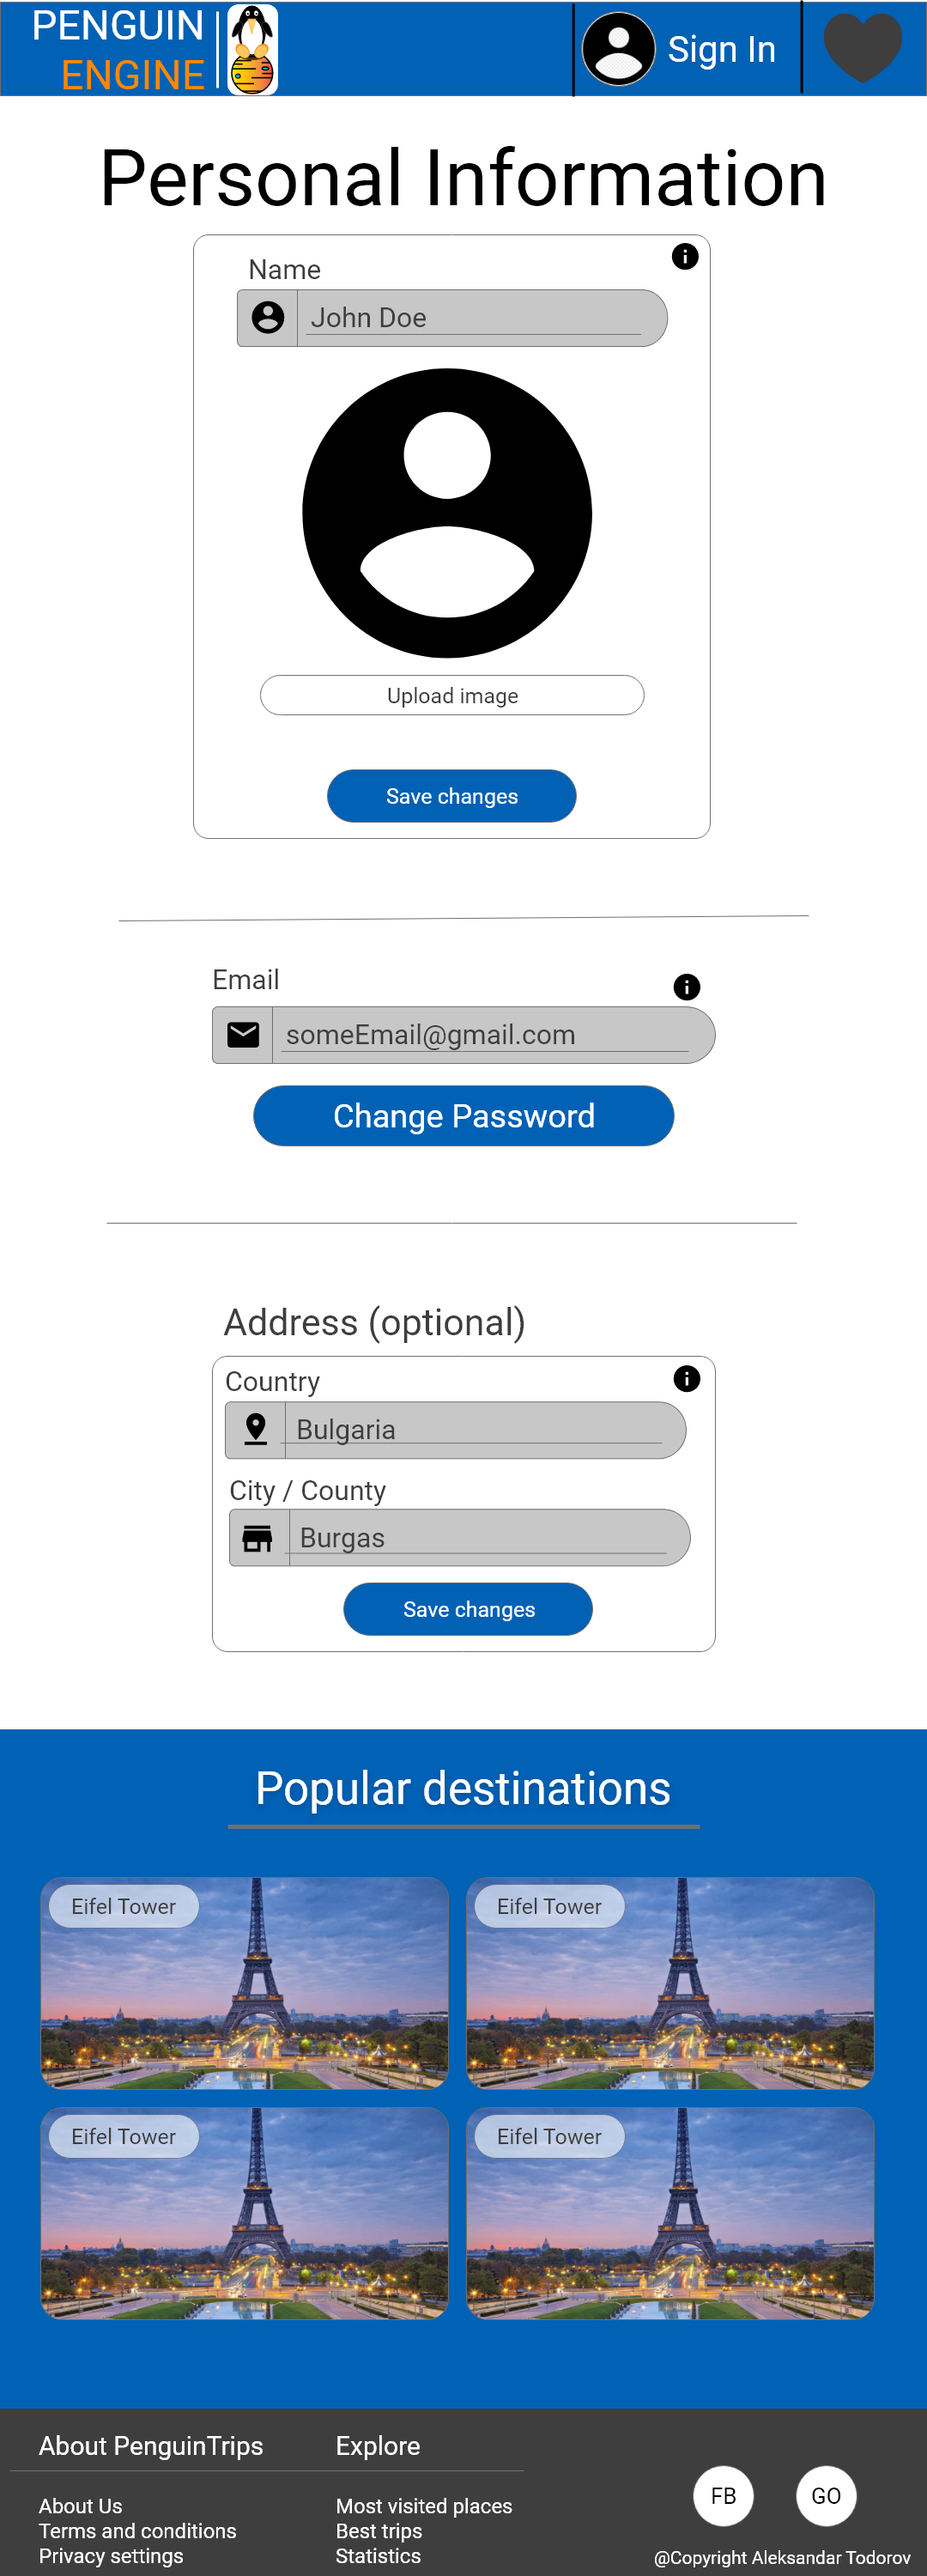 PENGUIN
ENGINE
Sign In
Personal Information
Name
John Doe
Upload image
Save changes
Email
someEmail@gmail.com
Change Password
Address (optional)
Country
Bulgaria
City / County
Burgas
Save changes
Popular destinations
Eifel Tower
Eifel Tower
Eifel Tower
Eifel Tower
About PenguinTrips
About Us
Terms and conditions
Privacy settings
Explore
Most visited places
Best trips
Statistics
FB
GO
@Copyright Aleksandar Todorov